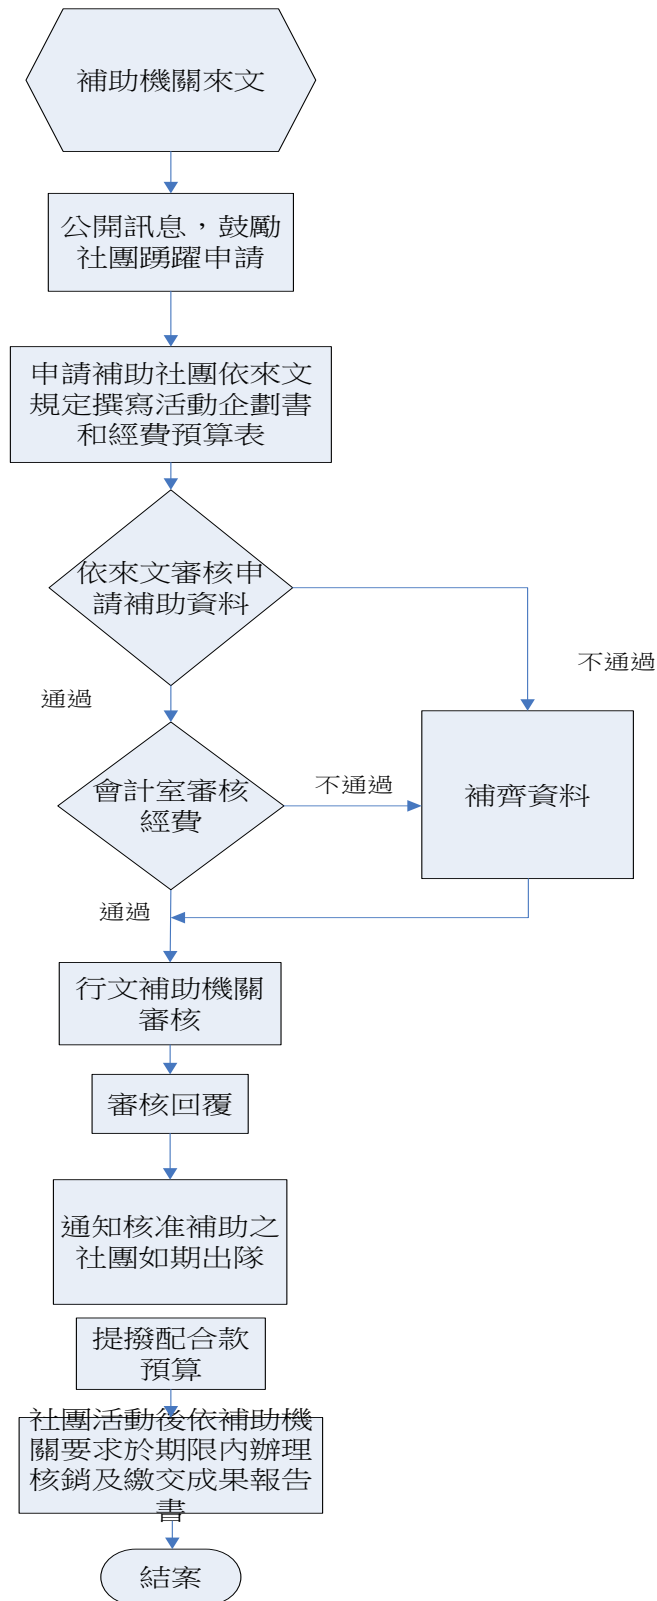 補助機關來文
公開訊息，鼓勵
社團踴躍申請
申請補助社團依來文
規定撰寫活動企劃書
和經費預算表
依來文審核申
請補助資料
不通過
通過
會計室審核
經費
不通過
補齊資料
通過
行文補助機關
審核
審核回覆
通知核准補助之
社團如期出隊
提撥配合款
預算
社團活動後依補助機
關要求於期限內辦理
核銷及繳交成果報告
書
結案